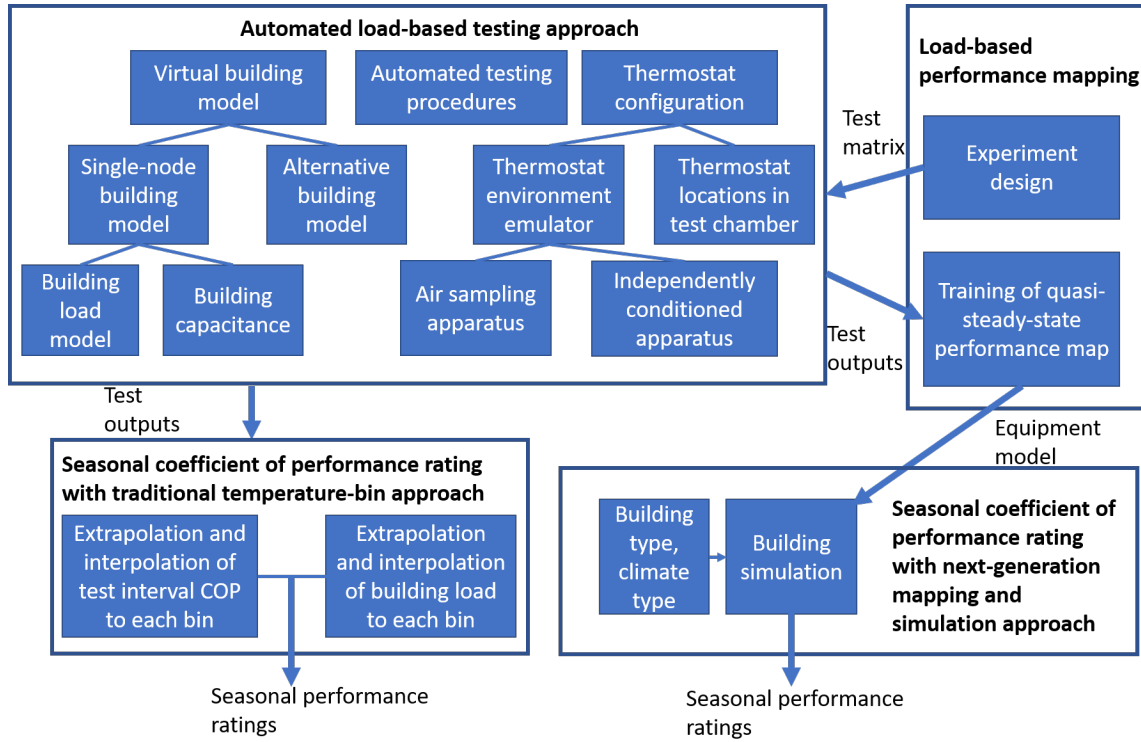 Automated load-based testing approach
Virtual building
model
Automated testing
procedures
Thermostat
configuration
Single-node
building
model
Alternative
building
model
Thermostat
environment
emulator
Thermostat
locations in
test chamber
Building
load
model
Building
capacitance
Air sampling
apparatus
Independently
conditioned
apparatus
Test
matrix
Test
outputs
Load-based
performance mapping
Experiment
design
Training of quasi-
steady-state
performance map
Test
outputs
Equipment
model
Seasonal coefficient of performance rating
with traditional temperature-bin approach
Extrapolation and
interpolation of
test interval COP
to each bin
Extrapolation
and interpolation
of building load
to each bin
Seasonal performance
ratings
Building
type,
climate
type
Building
simulation
Seasonal coefficient of
performance rating
with next-generation
mapping and
simulation approach
Seasonal performance
ratings